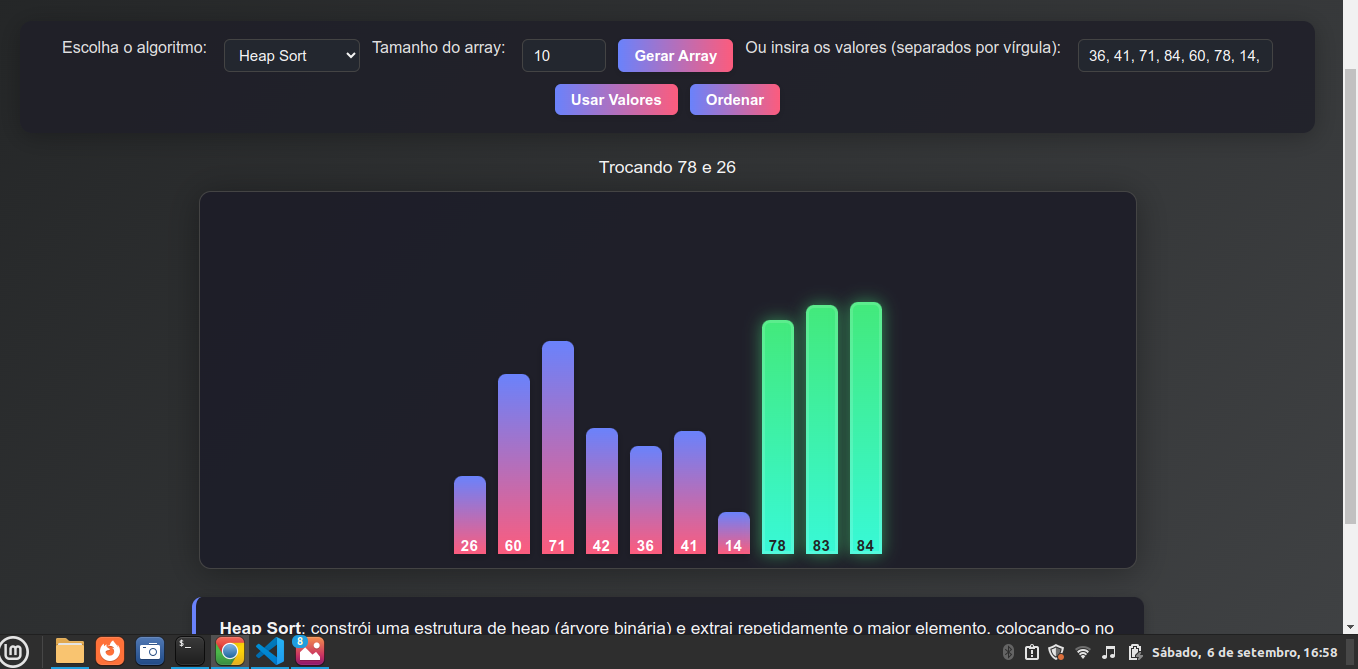 Escolha o algoritmo: Heap Sort Tamanho do array: 10 Gerar Array Ou insira os valores (separados por vírgula): 36, 41, 71, 84, 60, 78, 14,
Usar Valores Ordenar
Trocando 78 e 26
26 60 71 42 36 41 14 78 83 84
Heap Sort: constrói uma estrutura de heap (árvore binária) e extrai repetidamente o maior elemento, colocando-o no
lm $_ 8 Sábado, 6 de setembro, 16:58